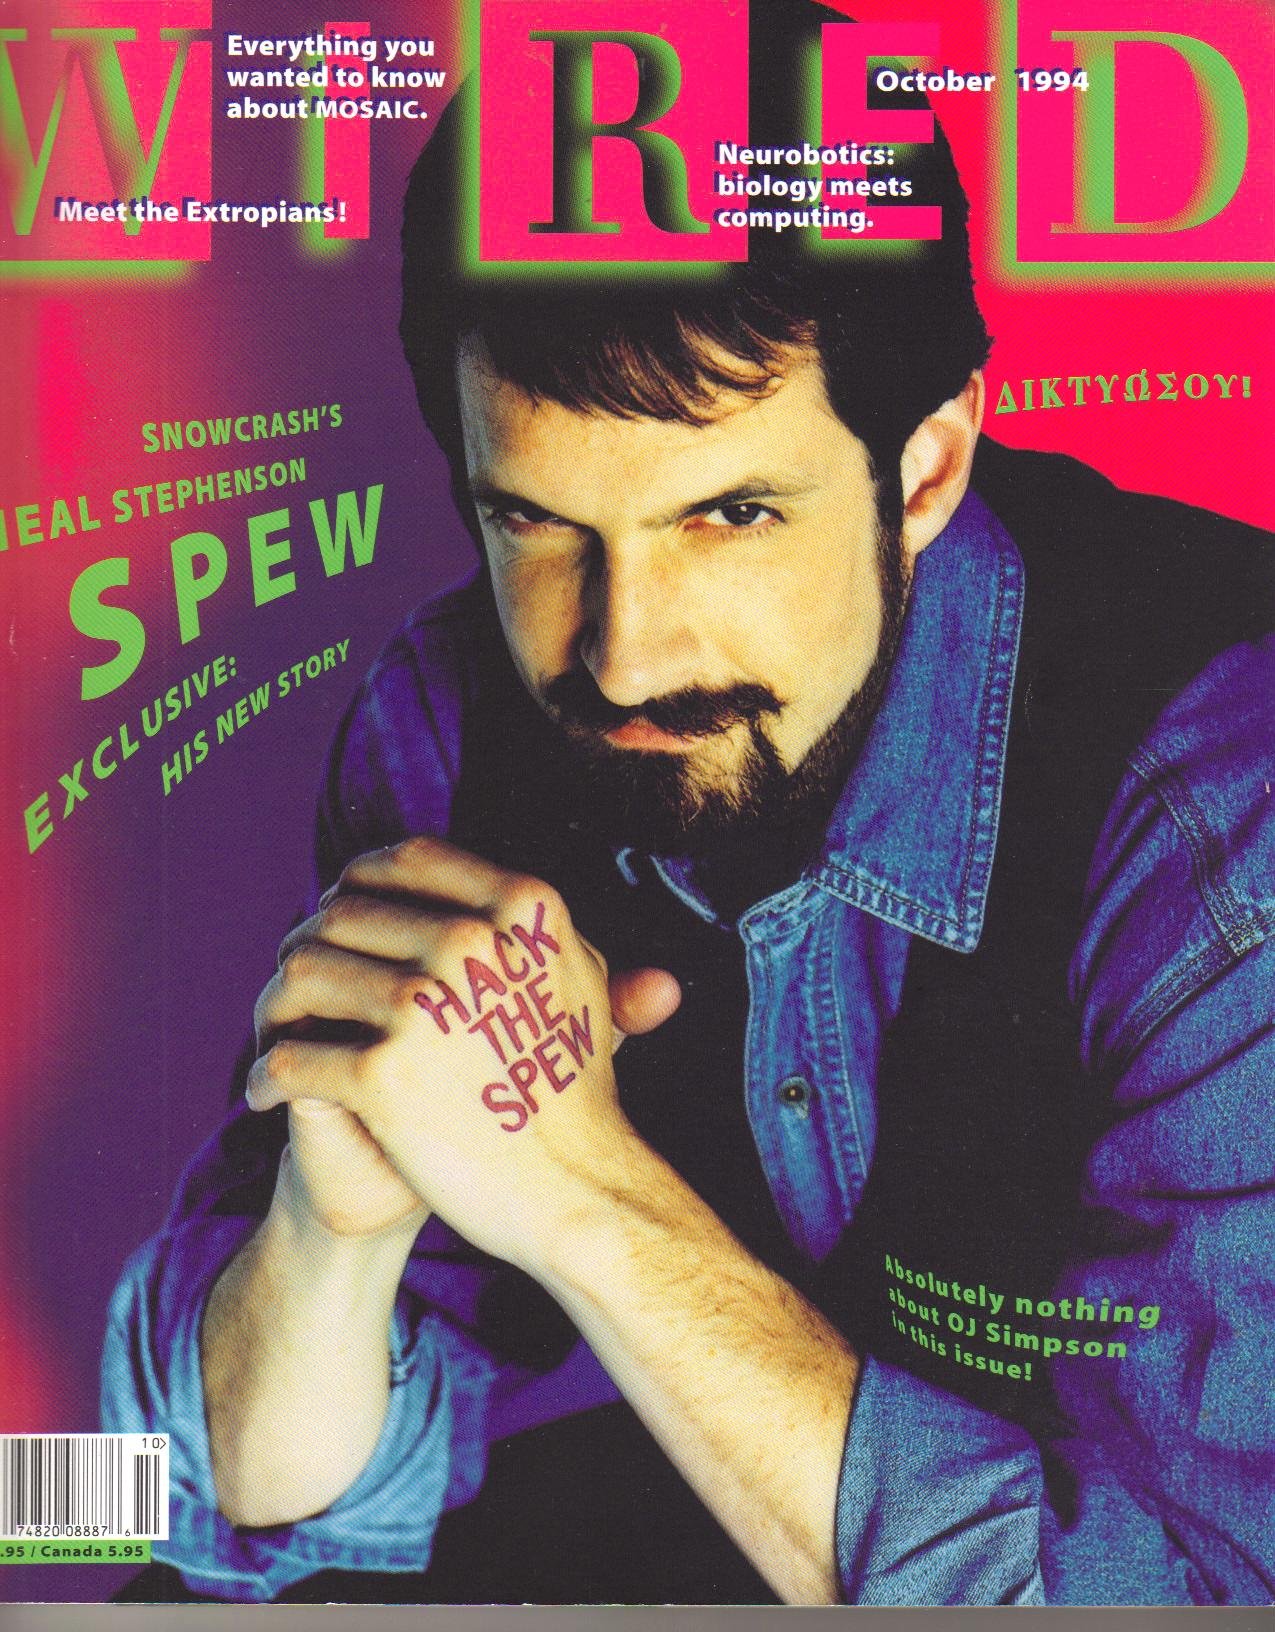 WIRED
Everything you
wanted to know
about MOSAIC.
October 1994
Neurobotics:
biology meets
computing.
Meet the Extropians!
ΔΙΚΤΥΩΣΟΥ!
SNOWCRASH'S
NEAL STEPHENSON
SPEW
EXCLUSIVE:
HIS NEW STORY
HACK
THE
SPEW
Absolutely nothing
about OJ Simpson
in this issue!
10>
74820 08887 6
.95 / Canada 5.95